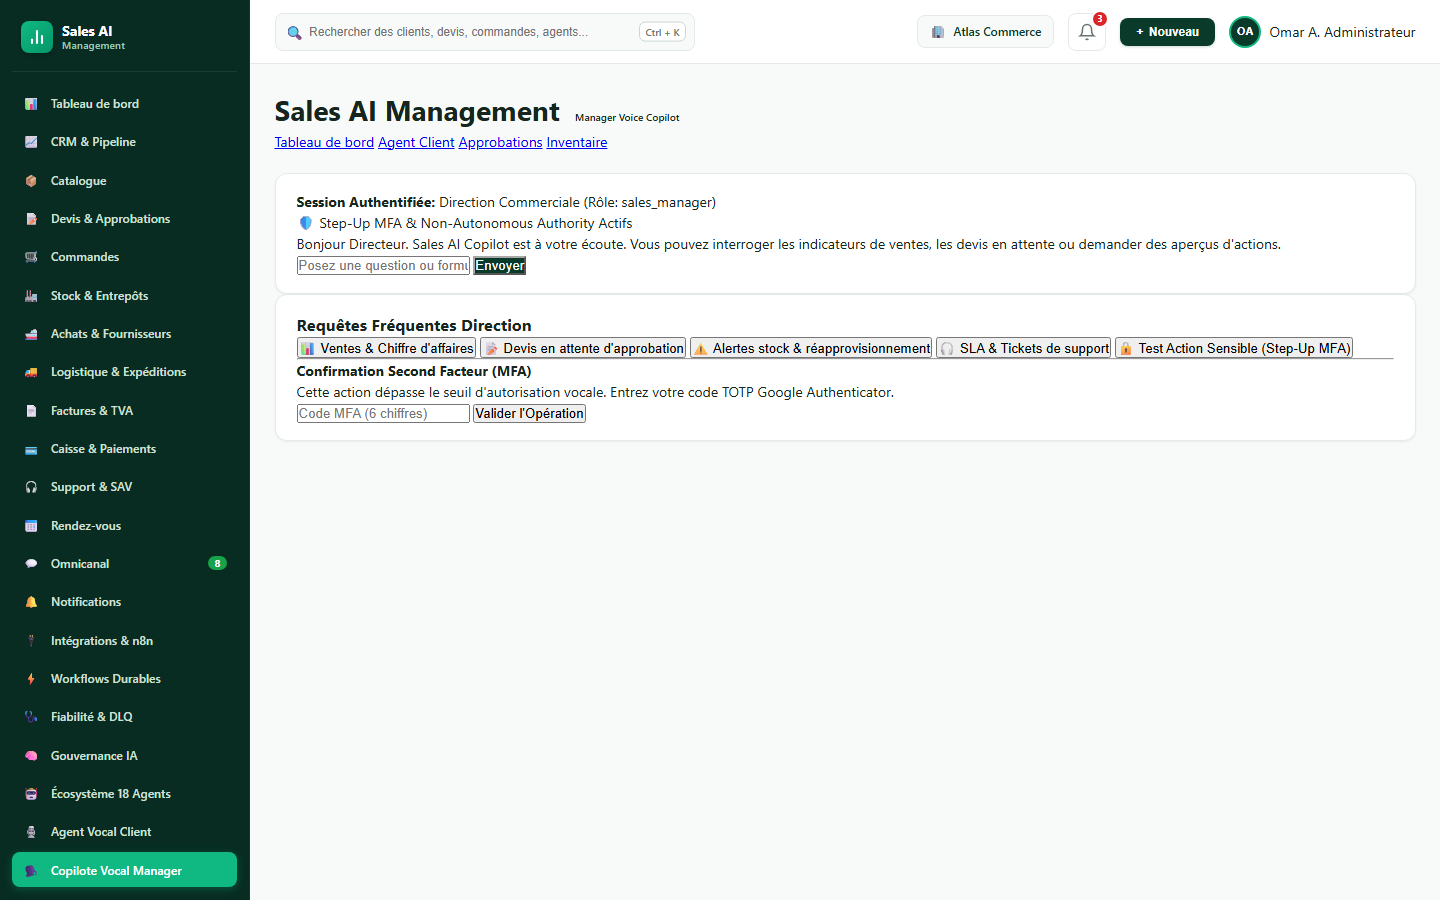 Sales AI
Management
Tableau de bord
CRM & Pipeline
Catalogue
Devis & Approbations
Commandes
Stock & Entrepôts
Achats & Fournisseurs
Logistique & Expéditions
Factures & TVA
Caisse & Paiements
Support & SAV
Rendez-vous
Omnicanal 8
Notifications
Intégrations & n8n
Workflows Durables
Fiabilité & DLQ
Gouvernance IA
Écosystème 18 Agents
Agent Vocal Client
Copilote Vocal Manager
Rechercher des clients, devis, commandes, agents... Ctrl + K
Atlas Commerce
3
+ Nouveau
OA
Omar A. Administrateur
Sales AI Management Manager Voice Copilot
Tableau de bord Agent Client Approbations Inventaire
Session Authentifiée: Direction Commerciale (Rôle: sales_manager)
Step-Up MFA & Non-Autonomous Authority Actifs
Bonjour Directeur. Sales AI Copilot est à votre écoute. Vous pouvez interroger les indicateurs de ventes, les devis en attente ou demander des aperçus d'actions.
Posez une question ou formu Envoyer
Requêtes Fréquentes Direction
Ventes & Chiffre d'affaires Devis en attente d'approbation Alertes stock & réapprovisionnement SLA & Tickets de support Test Action Sensible (Step-Up MFA)
Confirmation Second Facteur (MFA)
Cette action dépasse le seuil d'autorisation vocale. Entrez votre code TOTP Google Authenticator.
Code MFA (6 chiffres) Valider l'Opération